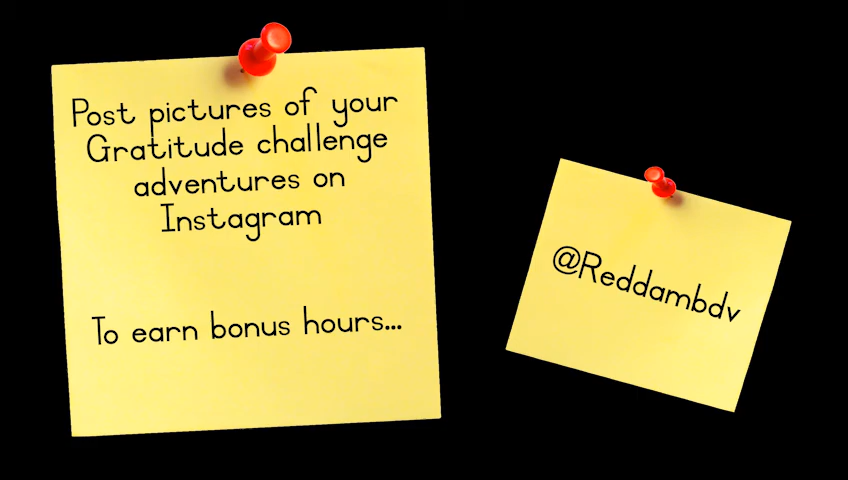 Post pictures of your
Gratitude challenge
adventures on
Instagram
To earn bonus hours...
@Reddambdv